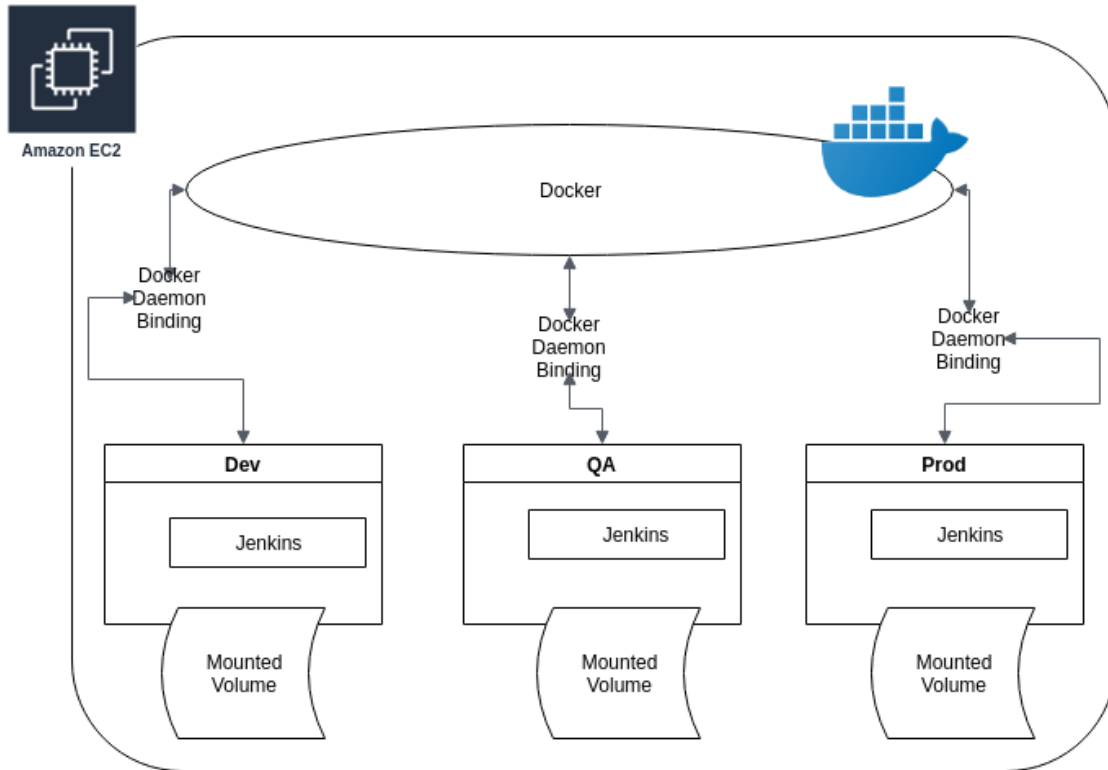 Amazon EC2
Docker
Docker
Daemon
Binding
Docker
Daemon
Binding
Docker
Daemon
Binding
Dev
QA
Prod
Jenkins
Jenkins
Jenkins
Mounted
Volume
Mounted
Volume
Mounted
Volume